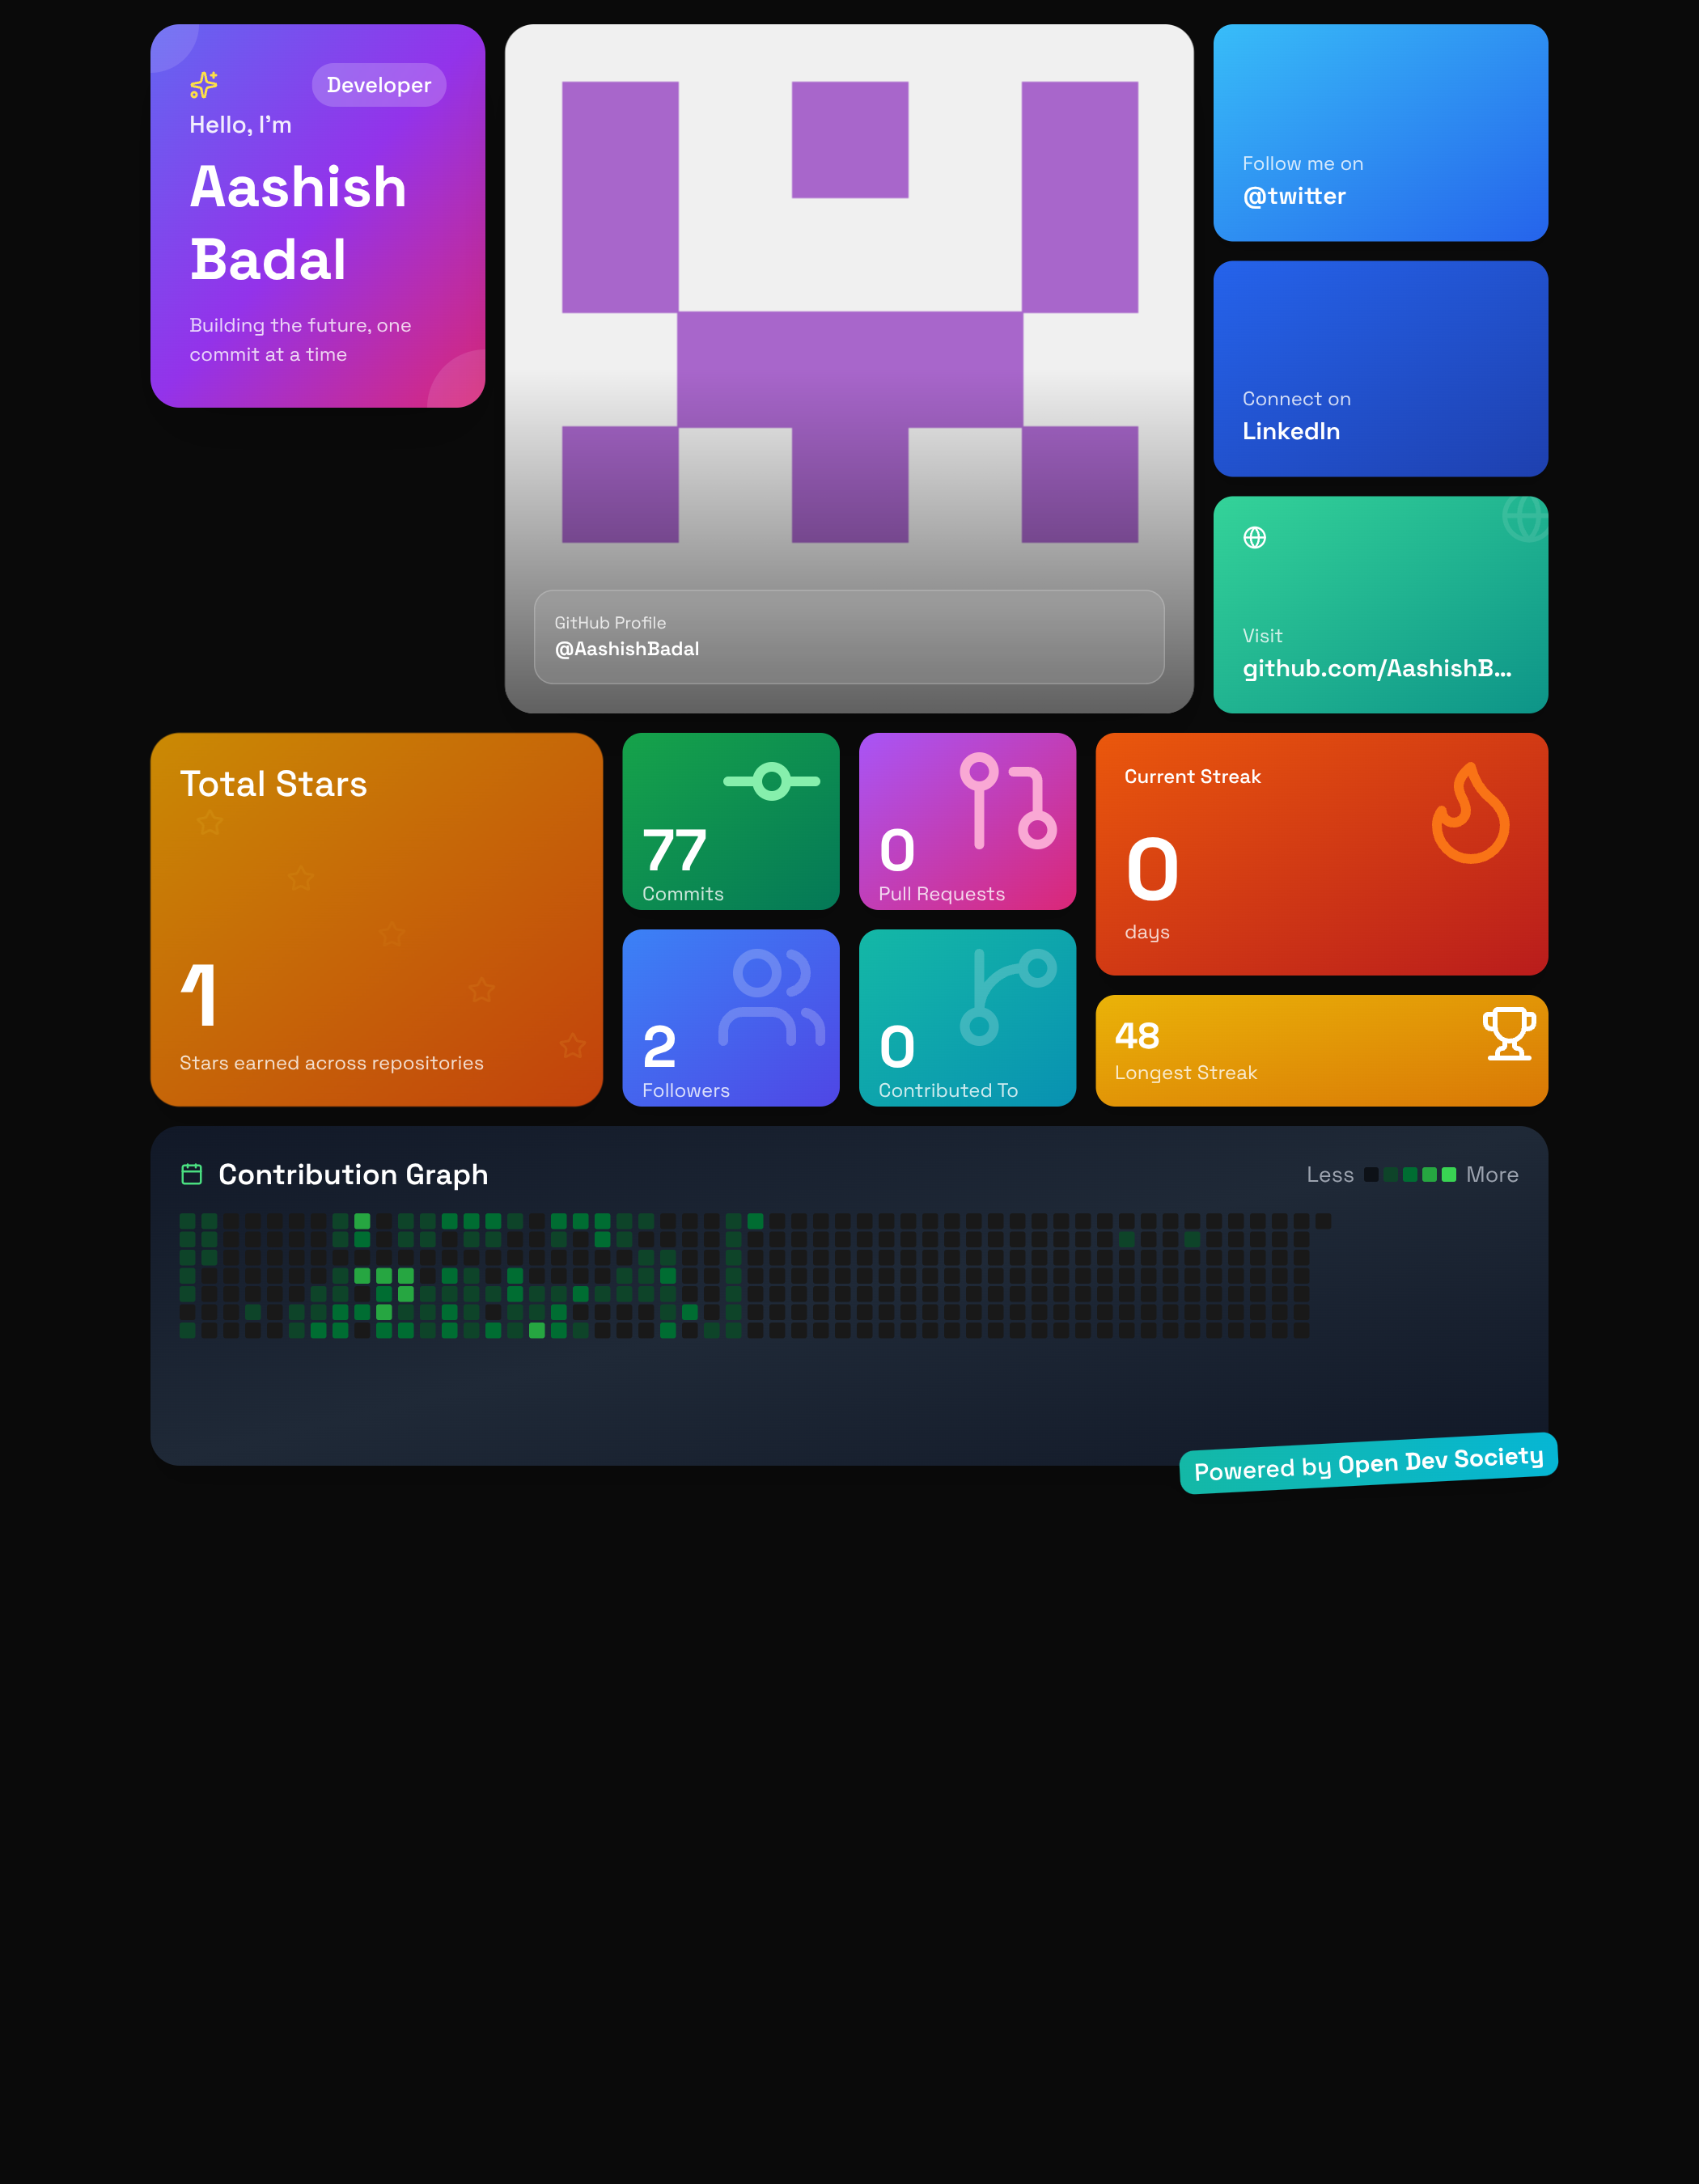 Developer
Hello, I'm
Aashish
Badal
Building the future, one
commit at a time
GitHub Profile
@AashishBadal
Follow me on
@twitter
Connect on
LinkedIn
Visit
github.com/AashishB...
Total Stars
1
Stars earned across repositories
77
Commits
0
Pull Requests
2
Followers
0
Contributed To
Current Streak
0
days
48
Longest Streak
Contribution Graph
Less
More
Powered by Open Dev Society